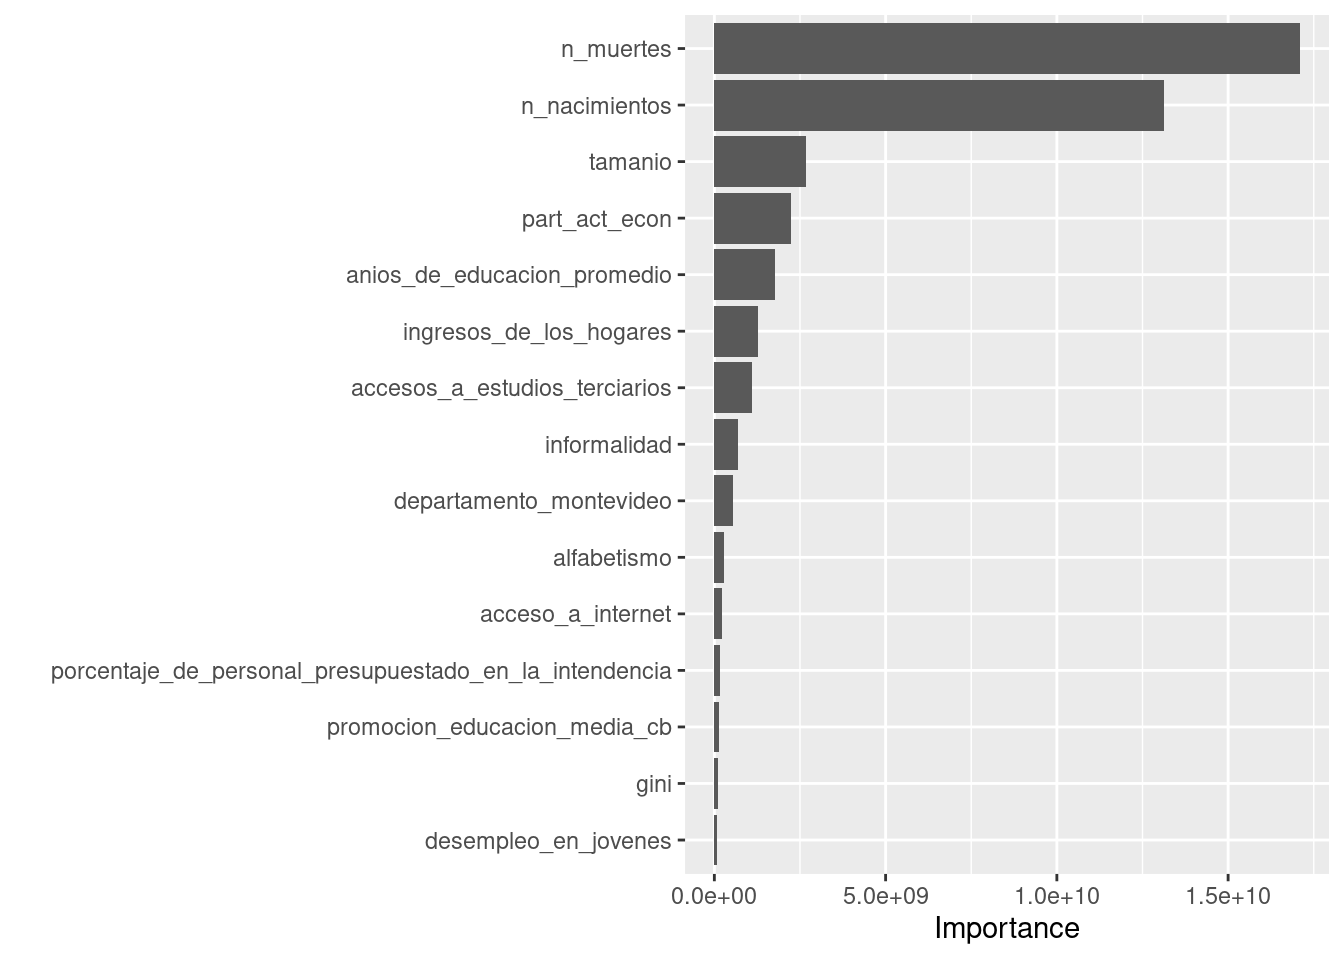 n_muertes
n_nacimientos
tamanio
part_act_econ
anios_de_educacion_promedio
ingresos_de_los_hogares
accesos_a_estudios_terciarios
informalidad
departamento_montevideo
alfabetismo
acceso_a_internet
porcentaje_de_personal_presupuestado_en_la_intendencia
promocion_educacion_media_cb
gini
desempleo_en_jovenes
0.0e+00 5.0e+09 1.0e+10 1.5e+10
Importance